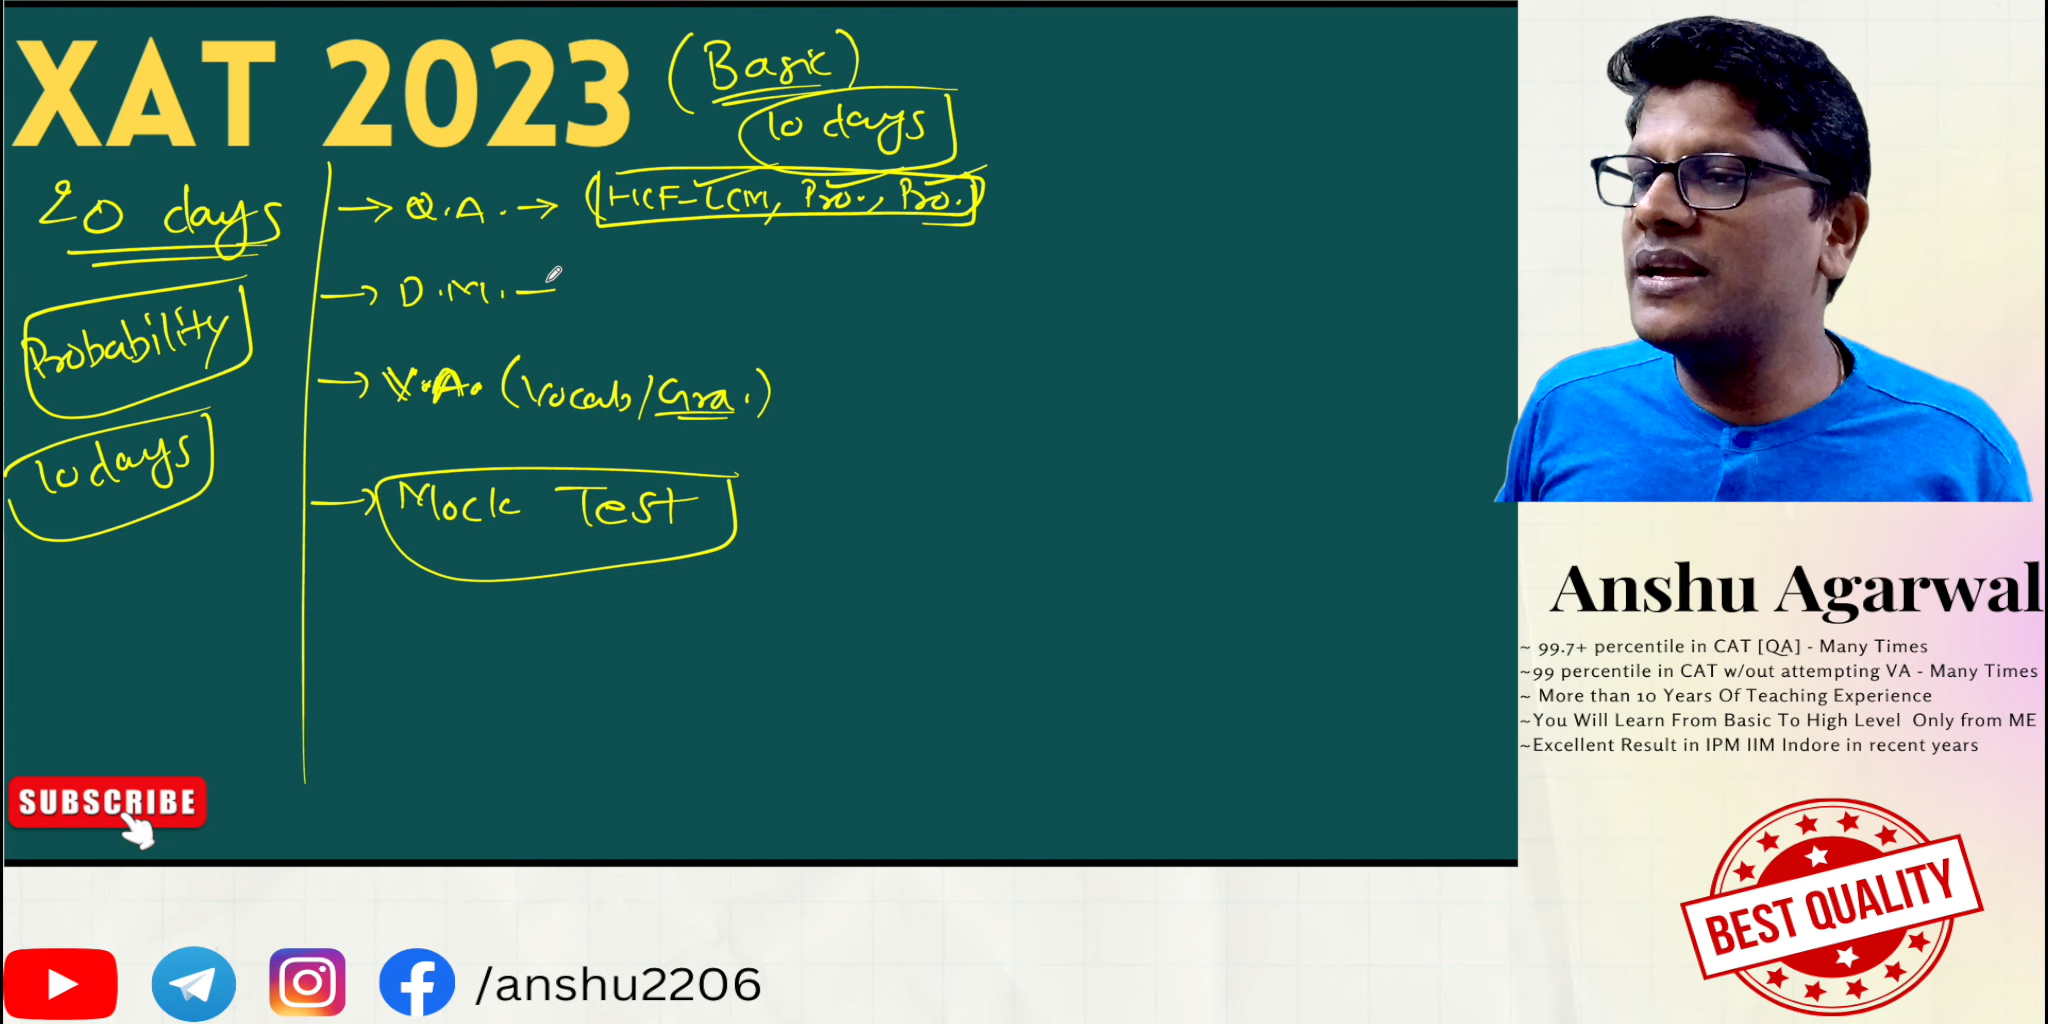 XAT 2023 (Basic)
10 days
20 days
→ Q.A. → (HCF-LCM, Pro., Pro.)
→ D.M. –
Probability
→ V.A. (Vocab/Gra.)
10 days
→ Mock Test
SUBSCRIBE
Anshu Agarwal
~ 99.7+ percentile in CAT [QA] - Many Times
~99 percentile in CAT w/out attempting VA - Many Times
~ More than 10 Years Of Teaching Experience
~You Will Learn From Basic To High Level Only from ME
~Excellent Result in IPM IIM Indore in recent years
BEST QUALITY
/anshu2206